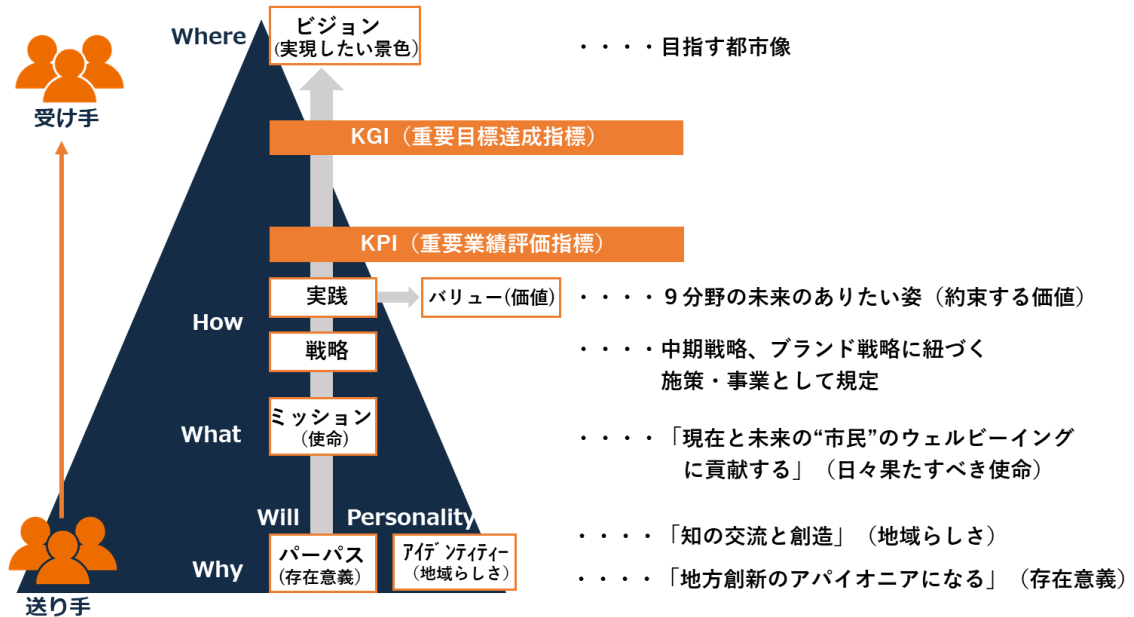 Where
ビジョン
(実現したい景色)
・・・・目指す都市像
受け手
KGI（重要目標達成指標）
KPI（重要業績評価指標）
実践
バリュー(価値)
・・・・９分野の未来のありたい姿（約束する価値）
How
戦略
・・・・中期戦略、ブランド戦略に紐づく
施策・事業として規定
What
ミッション
(使命)
・・・・「現在と未来の“市民”のウェルビーイング
に貢献する」（日々果たすべき使命）
Will
Personality
Why
パーパス
(存在意義)
アイデンティティー
(地域らしさ)
・・・・「知の交流と創造」（地域らしさ）
・・・・「地方創新のアパイオニアになる」（存在意義）
送り手